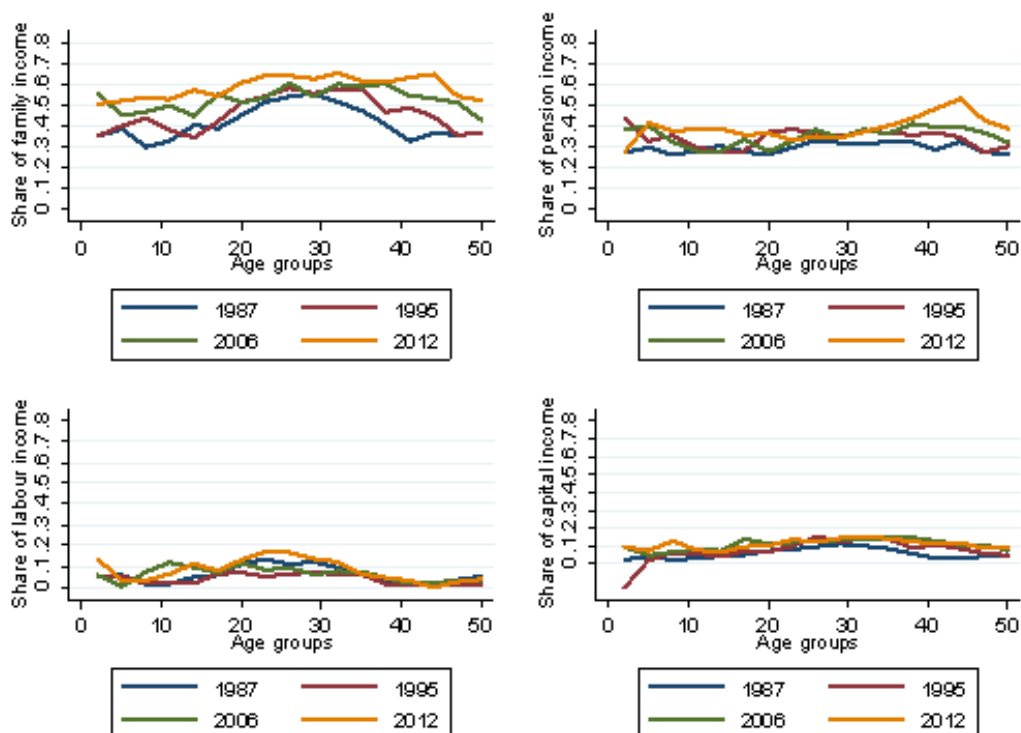 Share of family income
0 .1 .2 .3 .4 .5 .6 .7 .8
0 10 20 30 40 50
Age groups
1987 1995
2006 2012
Share of pension income
0 .1 .2 .3 .4 .5 .6 .7 .8
0 10 20 30 40 50
Age groups
1987 1995
2006 2012
Share of labour income
0 .1 .2 .3 .4 .5 .6 .7 .8
0 10 20 30 40 50
Age groups
1987 1995
2006 2012
Share of capital income
0 .1 .2 .3 .4 .5 .6 .7 .8
0 10 20 30 40 50
Age groups
1987 1995
2006 2012